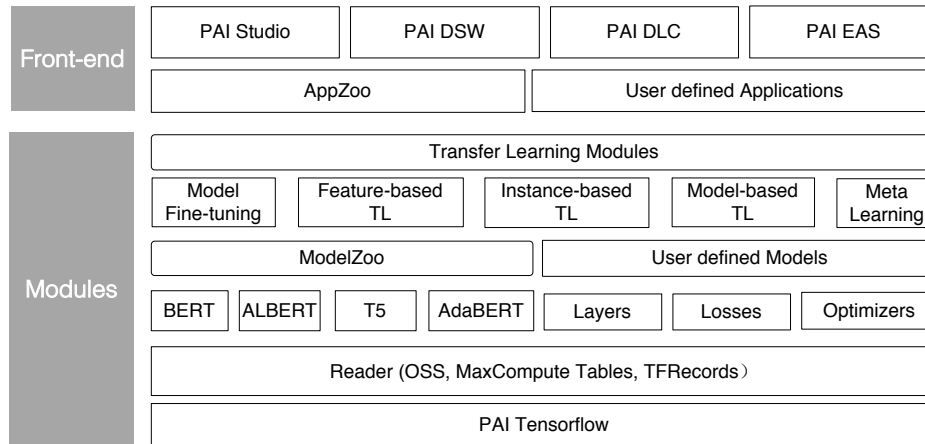 Front-end
PAI Studio
PAI DSW
PAI DLC
PAI EAS
AppZoo
User defined Applications
Modules
Transfer Learning Modules
Model
Fine-tuning
Feature-based
TL
Instance-based
TL
Model-based
TL
Meta
Learning
ModelZoo
User defined Models
BERT
ALBERT
T5
AdaBERT
Layers
Losses
Optimizers
Reader (OSS, MaxCompute Tables, TFRecords）
PAI Tensorflow